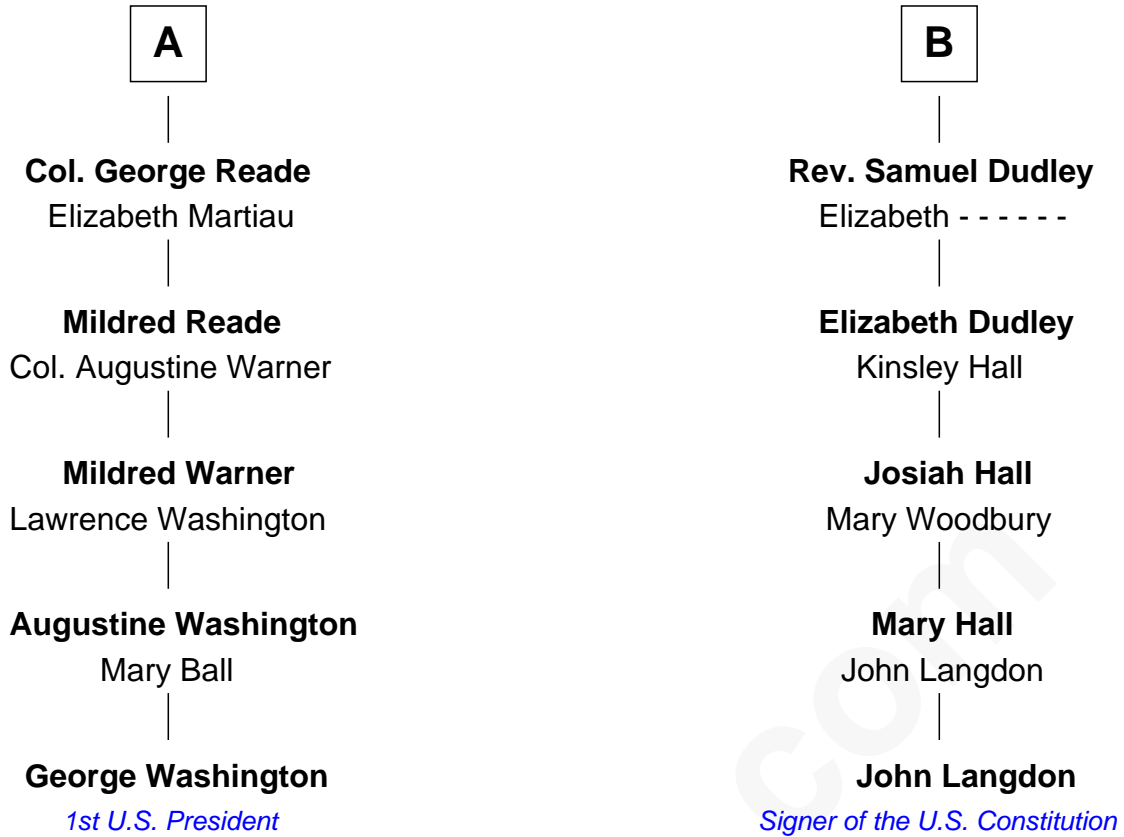 A
Col. George Reade
Elizabeth Martiau
Mildred Reade
Col. Augustine Warner
Mildred Warner
Lawrence Washington
Augustine Washington
Mary Ball
George Washington
1st U.S. President
B
Rev. Samuel Dudley
Elizabeth - - - - - -
Elizabeth Dudley
Kinsley Hall
Josiah Hall
Mary Woodbury
Mary Hall
John Langdon
John Langdon
Signer of the U.S. Constitution
com